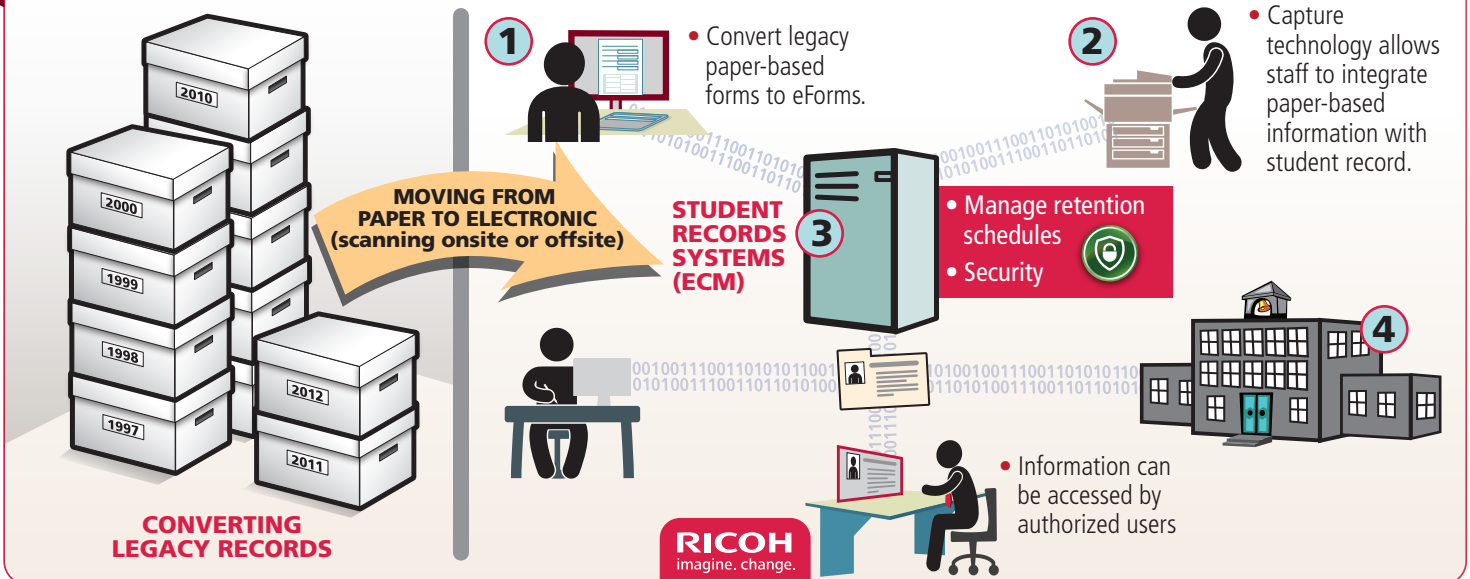 2010
2000
1999
1998
1997
2012
2011
CONVERTING
LEGACY RECORDS
MOVING FROM
PAPER TO ELECTRONIC
(scanning onsite or offsite)
1
• Convert legacy
paper-based
forms to eForms.
2
• Capture
technology allows
staff to integrate
paper-based
information with
student record.
STUDENT
RECORDS
SYSTEMS
(ECM)
3
• Manage retention
schedules
• Security
4
001001110011010101011001
010100111001101101010100
• Information can
be accessed by
authorized users
RICOH
imagine. change.